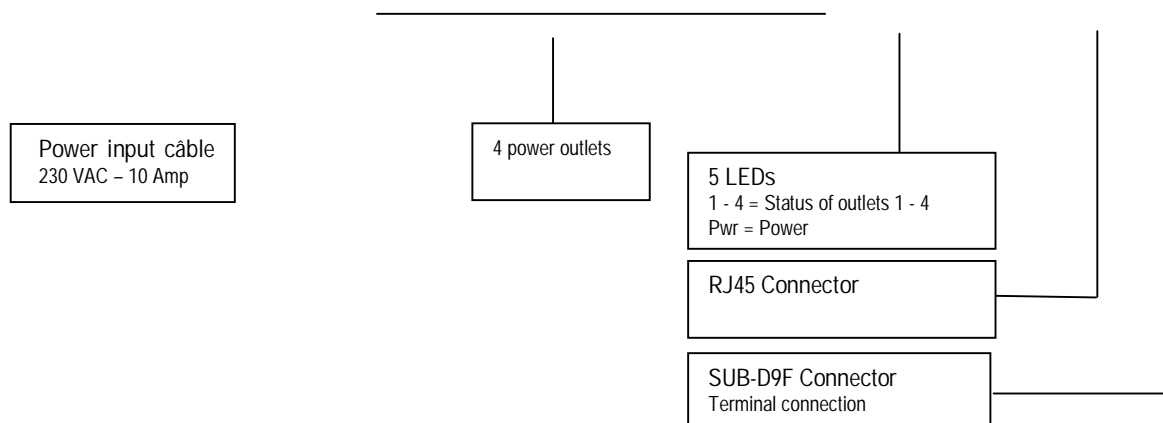 Power input câble
230 VAC – 10 Amp
4 power outlets
5 LEDs
1 - 4 = Status of outlets 1 - 4
Pwr = Power
RJ45 Connector
SUB-D9F Connector
Terminal connection